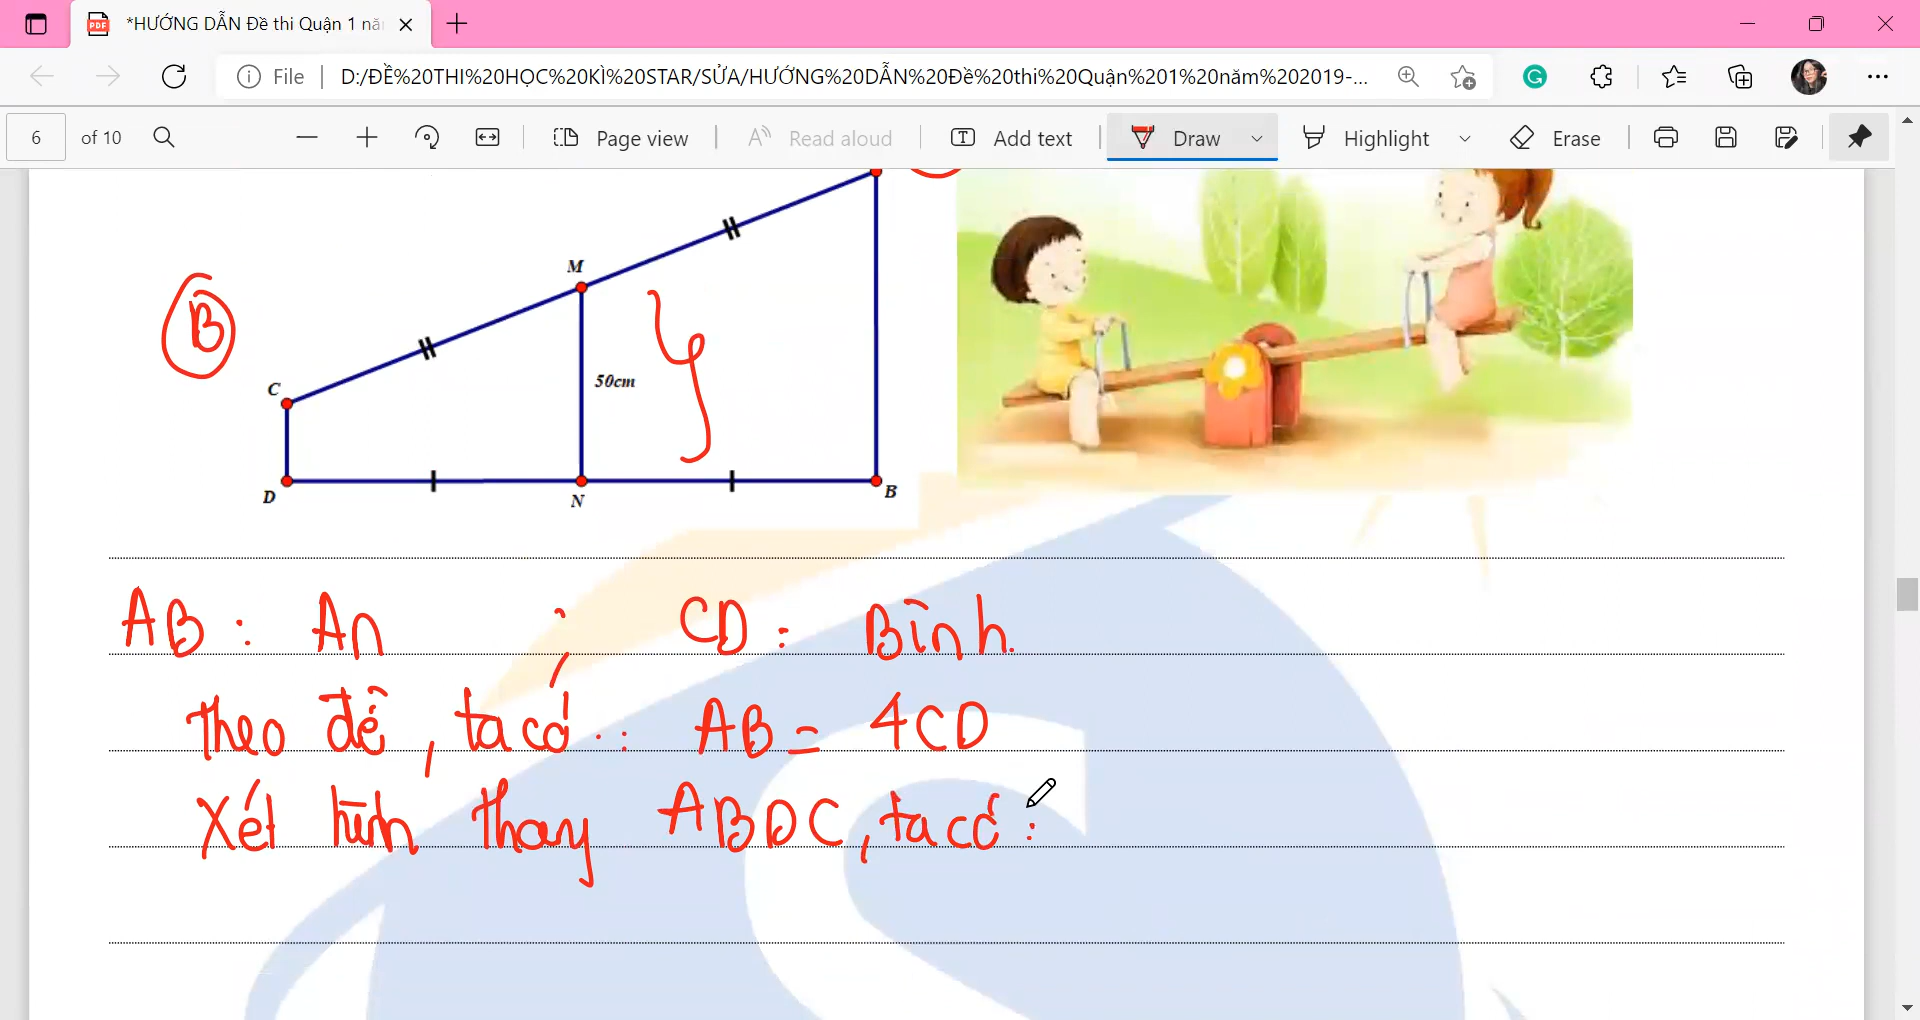 *HƯỚNG DẪN Đề thi Quận 1 nă
File D:/ĐỀ%20THI%20HỌC%20KÌ%20STAR/SỬA/HƯỚNG%20DẪN%20Đề%20thi%20Quận%201%20năm%202019-...
6 of 10 Page view Read aloud Add text Draw Highlight Erase
M
B
C
50cm
D N B
AB : An ; CD : Bình.
Theo đề, ta có : AB = 4CD
Xét hình thang ABDC, ta có :